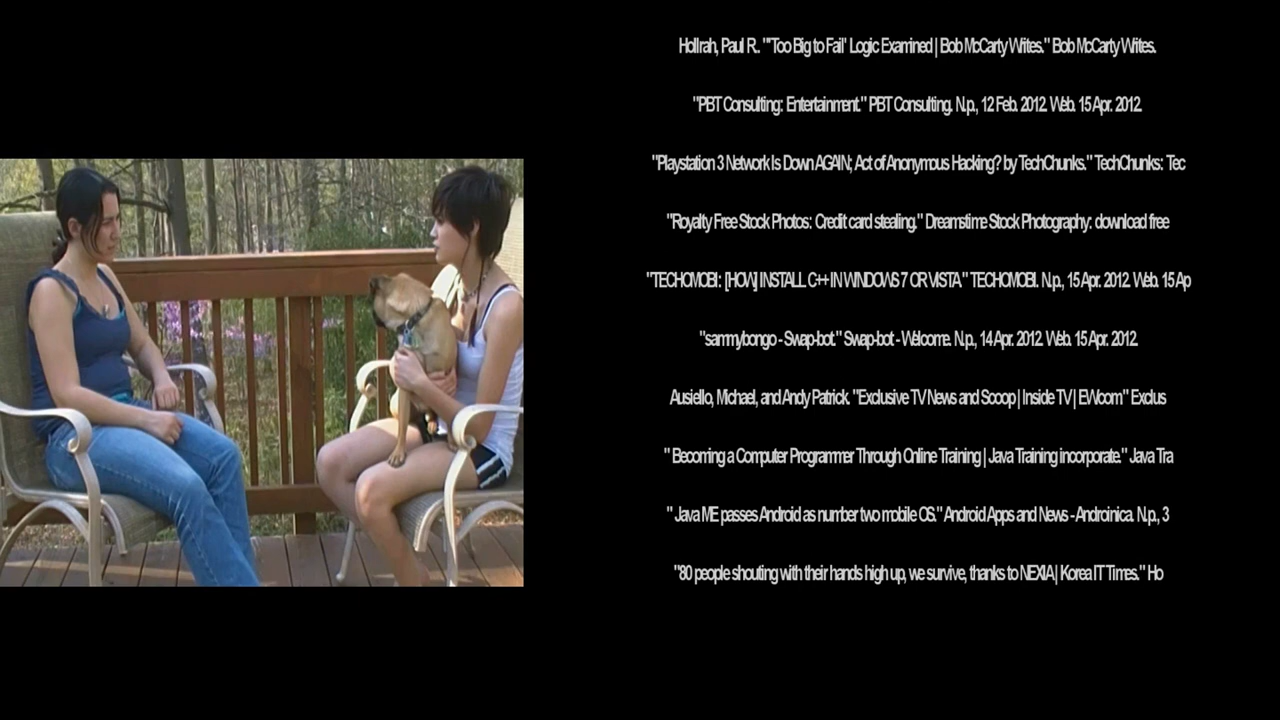 Hollrah, Paul R.. "'Too Big to Fail' Logic Examined | Bob McCarty Writes." Bob McCarty Writes.
"PBT Consulting: Entertainment." PBT Consulting. N.p., 12 Feb. 2012. Web. 15 Apr. 2012.
"Playstation 3 Network Is Down AGAIN; Act of Anonymous Hacking? by TechChunks." TechChunks: Tec
"Royalty Free Stock Photos: Credit card stealing." Dreamstime Stock Photography: download free
"TECHOMOBI: [HOW] INSTALL C++ IN WINDOWS 7 OR VISTA" TECHOMOBI. N.p., 15 Apr. 2012. Web. 15 Ap
"sammybongo - Swap-bot." Swap-bot - Welcome. N.p., 14 Apr. 2012. Web. 15 Apr. 2012.
Ausiello, Michael, and Andy Patrick. "Exclusive TV News and Scoop | Inside TV | EW.com" Exclus
" Becoming a Computer Programmer Through Online Training | Java Training incorporate." Java Tra
" Java ME passes Android as number two mobile OS." Android Apps and News - Androinica. N.p., 3
"80 people shouting with their hands high up, we survive, thanks to NEXIA | Korea IT Times." Ho